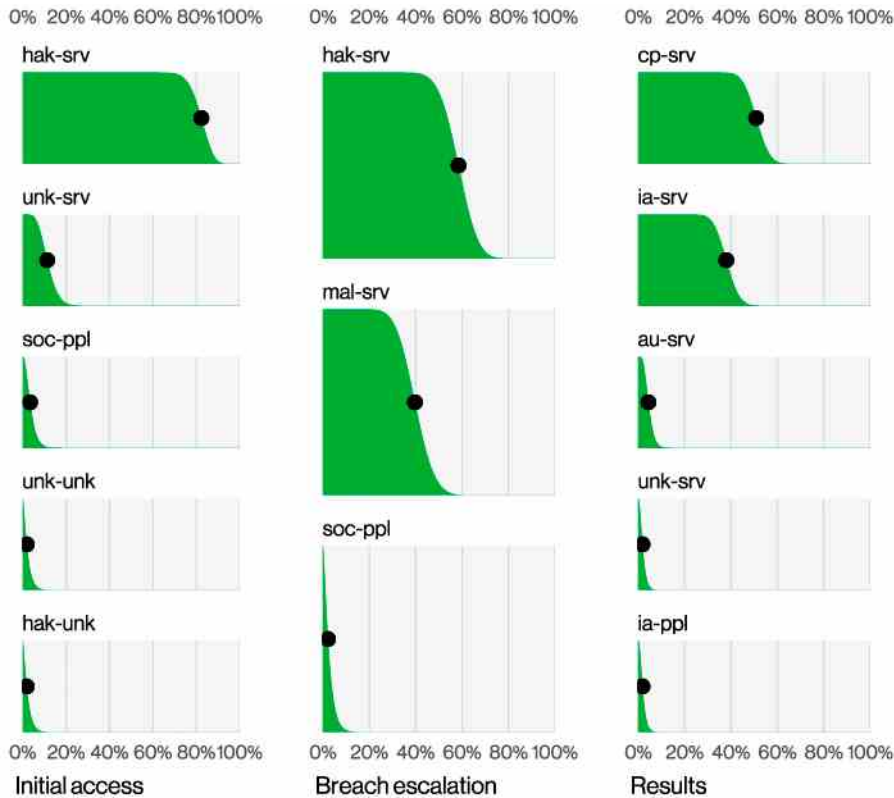 0% 20% 40% 60% 80% 100%
hak-srv
unk-srv
soc-ppl
unk-unk
hak-unk
0% 20% 40% 60% 80% 100%
Initial access
0% 20% 40% 60% 80% 100%
hak-srv
mal-srv
soc-ppl
0% 20% 40% 60% 80% 100%
Breach escalation
0% 20% 40% 60% 80% 100%
cp-srv
ia-srv
au-srv
unk-srv
ia-ppl
0% 20% 40% 60% 80% 100%
Results